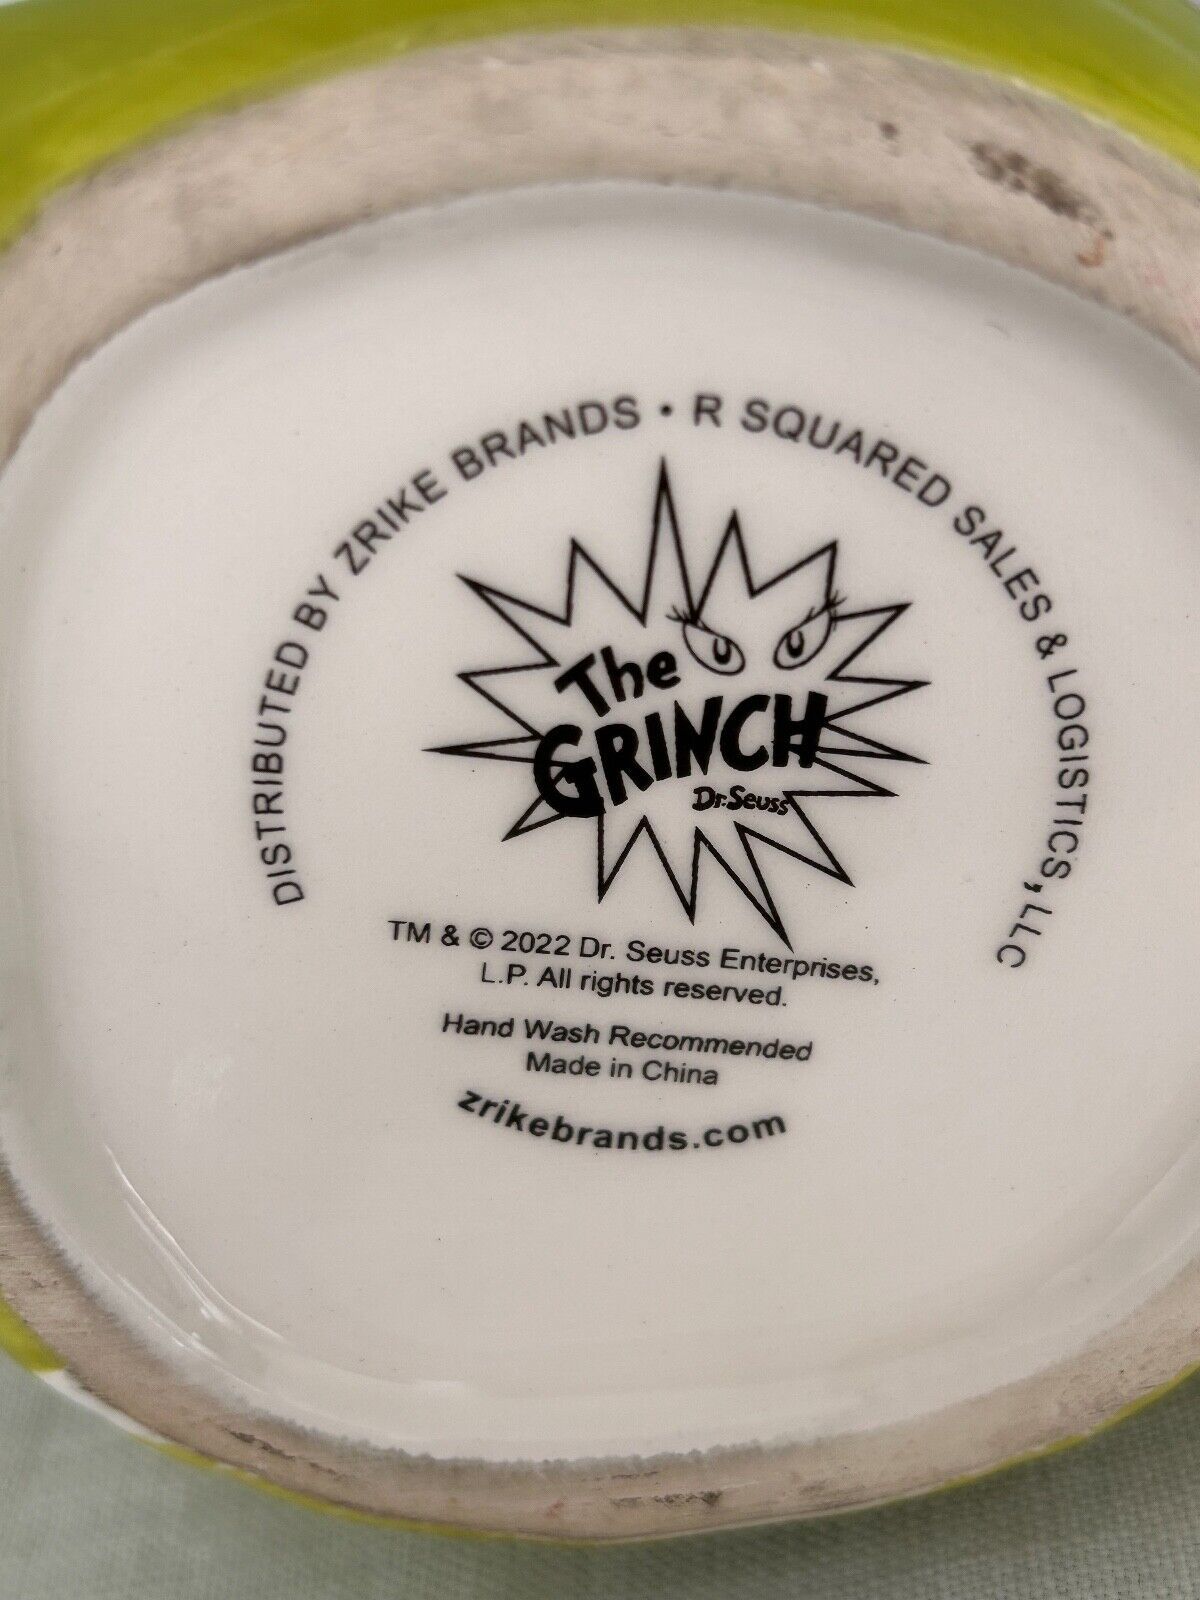 DISTRIBUTED BY ZRIKE BRANDS • R SQUARED SALES & LOGISTICS, LLC
The
GRINCH
Dr. Seuss
TM & © 2022 Dr. Seuss Enterprises,
L.P. All rights reserved.
Hand Wash Recommended
Made in China
zrikebrands.com